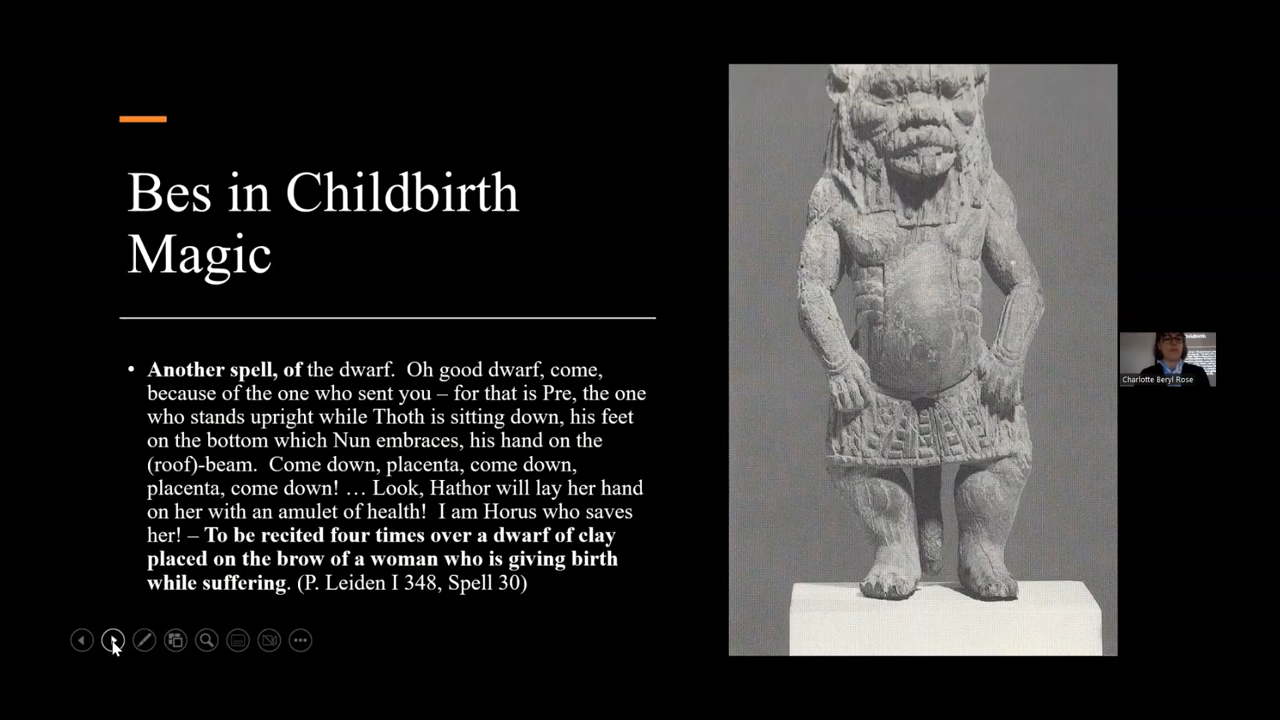 Bes in Childbirth
Magic
• Another spell, of the dwarf. Oh good dwarf, come,
because of the one who sent you – for that is Pre, the one
who stands upright while Thoth is sitting down, his feet
on the bottom which Nun embraces, his hand on the
(roof)-beam. Come down, placenta, come down,
placenta, come down! … Look, Hathor will lay her hand
on her with an amulet of health! I am Horus who saves
her! – To be recited four times over a dwarf of clay
placed on the brow of a woman who is giving birth
while suffering. (P. Leiden I 348, Spell 30)
Charlotte Beryl Rose